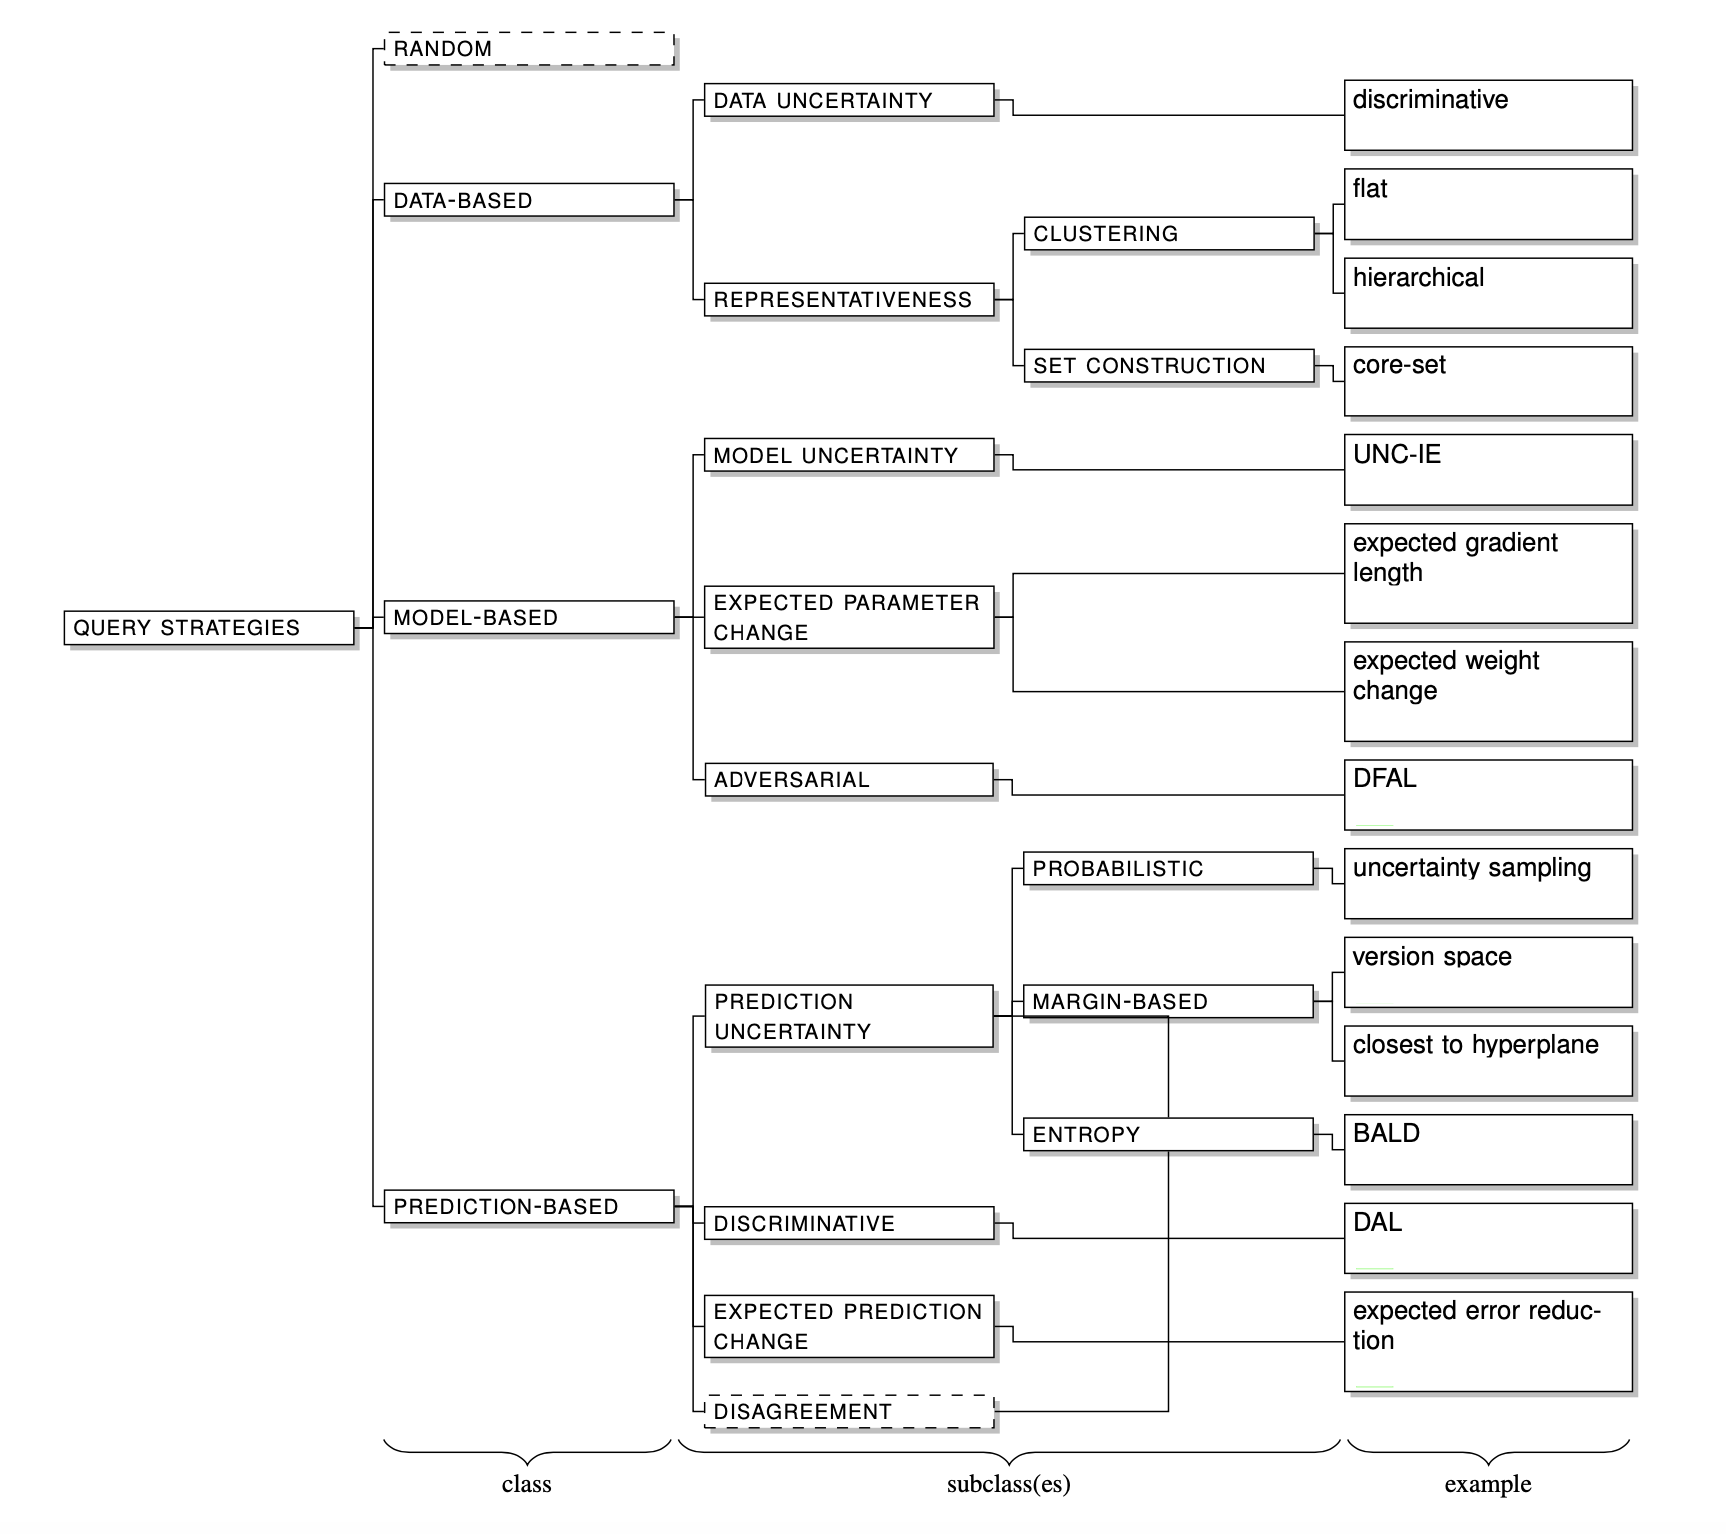 RANDOM
DATA UNCERTAINTY
discriminative
DATA-BASED
flat
CLUSTERING
hierarchical
REPRESENTATIVENESS
SET CONSTRUCTION
core-set
MODEL UNCERTAINTY
UNC-IE
expected gradient
length
QUERY STRATEGIES
MODEL-BASED
EXPECTED PARAMETER
CHANGE
expected weight
change
ADVERSARIAL
DFAL
PROBABILISTIC
uncertainty sampling
version space
PREDICTION
UNCERTAINTY
MARGIN-BASED
closest to hyperplane
ENTROPY
BALD
PREDICTION-BASED
DISCRIMINATIVE
DAL
EXPECTED PREDICTION
CHANGE
expected error reduc-
tion
DISAGREEMENT
class
subclass(es)
example